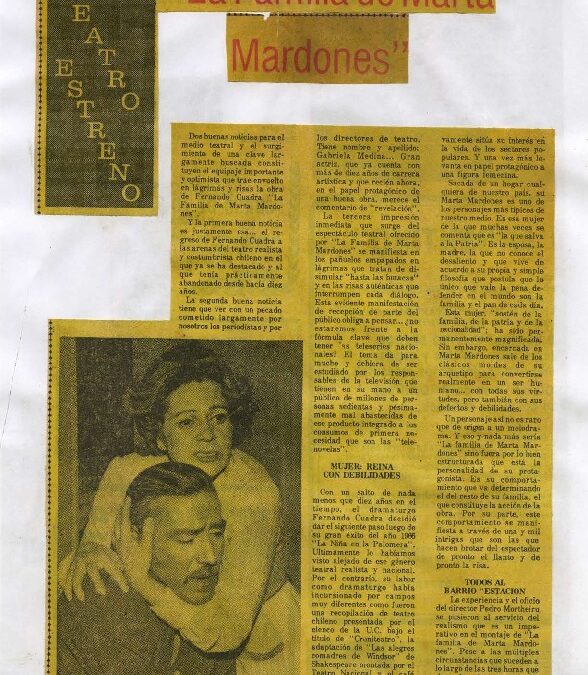 TEATRO
ESTRENO
"La Familia de Marta
Mardones"
Dos buenas noticias para el
medio teatral y el surgi-
miento de una clave lar-
gamente buscada consti-
tuyen el equipaje importante
y optimista que trae envuelto
en lágrimas y risas la obra
de Fernando Cuadra "La
Familia de Marta Mardo-
nes".
Y la primera buena noticia
es justamente esa... el re-
greso de Fernando Cuadra a
las arenas del teatro realista
y costumbrista chileno en el
que ya se ha destacado y al
que tenía prácticamente
abandonado desde hacía diez
años.
La segunda buena noticia
tiene que ver con un pecado
cometido largamente por
nosotros los periodistas y por
los directores de teatro.
Tiene nombre y apellido:
Gabriela Medina... Gran
actriz, que ya cuenta con
más de diez años de carrera
artística y que recién ahora,
en el papel protagónico de
una buena obra, merece el
comentario de "revelación".
La tercera impresión
inmediata que surge del
espectáculo teatral ofrecido
por "La Familia de Marta
Mardones" se manifiesta en
los pañuelos empapados en
lágrimas que tratan de di-
simular "hasta las huacas"
y en las risas auténticas que
interrumpen cada diálogo.
Esta evidente manifestación
de recepción de parte del
público obliga a pensar... ¿no
estaremos frente a la
fórmula clave que deben
tener las teleseries nacio-
nales? El tema da para
mucho y debiera de ser
estudiado por los respon-
sables de la televisión que
tienen en su mano a un
público de millones de per-
sonas sedientas y pésima-
mente mal abastecidas de
ese producto integrado a los
consumos de primera ne-
cesidad que son las "tele-
novelas".
MUJER: REINA
CON DEBILIDADES
Con un salto de nada
menos que diez años en el
tiempo, el dramaturgo
Fernando Cuadra decidió
dar el siguiente paso luego de
su gran éxito del año 1966
"La Niña en la Palomera".
Ultimamente lo habíamos
visto alejado de ese género
teatral realista y nacional.
Por el contrario, su labor
como dramaturgo había
incursionado por campos
muy diferentes como fueron
una recopilación de teatro
chileno presentada por el
elenco de la U.C. bajo el
título de "Croniteatro", la
adaptación de "Las alegres
comadres de Windsor" de
Shakespeare montada por el
Teatro Nacional y el café
vamente sitúa su interés en
la vida de los sectores po-
pulares. Y una vez más le-
vanta en papel protagónico a
una figura femenina.
Sacada de un hogar cual-
quiera de nuestro país, su
Marta Mardones es uno de
los personajes más típicos de
nuestro medio. Es esa mujer
de la que muchas veces se
comenta que es "la que salva
a la Patria". Es la esposa, la
madre, la que no conoce el
desaliento y que vive de
acuerdo a su propia y simple
filosofía que postula que lo
único que vale la pena de-
fender en el mundo son la
familia y el pan de cada día.
Esta mujer, "sostén de la
familia, de la patria y de la
nacionalidad"; ha sido per-
manentemente magnificada.
Sin embargo, encarnada en
Marta Mardones sale de los
clásicos moldes de su
arquetipo para convertirse
realmente en un ser hu-
mano... con todas sus vir-
tudes, pero también con sus
defectos y debilidades.
Un personaje así no es raro
que de origen a un melodra-
ma. Y eso y nada más sería
"La familia de Marta Mar-
dones" sino fuera por lo bien
estructurada que está la
personalidad de su prota-
gonista. Es su comporta-
miento que va determinando
el del resto de su familia, el
que constituye la acción de la
obra. Por su parte, este
comportamiento se mani-
fiesta a través de una y mil
intrigas que son las que
hacen brotar del espectador
de pronto el llanto y de
pronto la risa.
TODOS AL
BARRIO "ESTACION
La experiencia y el oficio
del director Pedro Mortheiru
se pusieron al servicio del
realismo que es un impe-
rativo en el montaje de "La
familia de Marta Mardo-
nes". Pese a las múltiples
circunstancias que suceden a
lo largo de las tres horas que